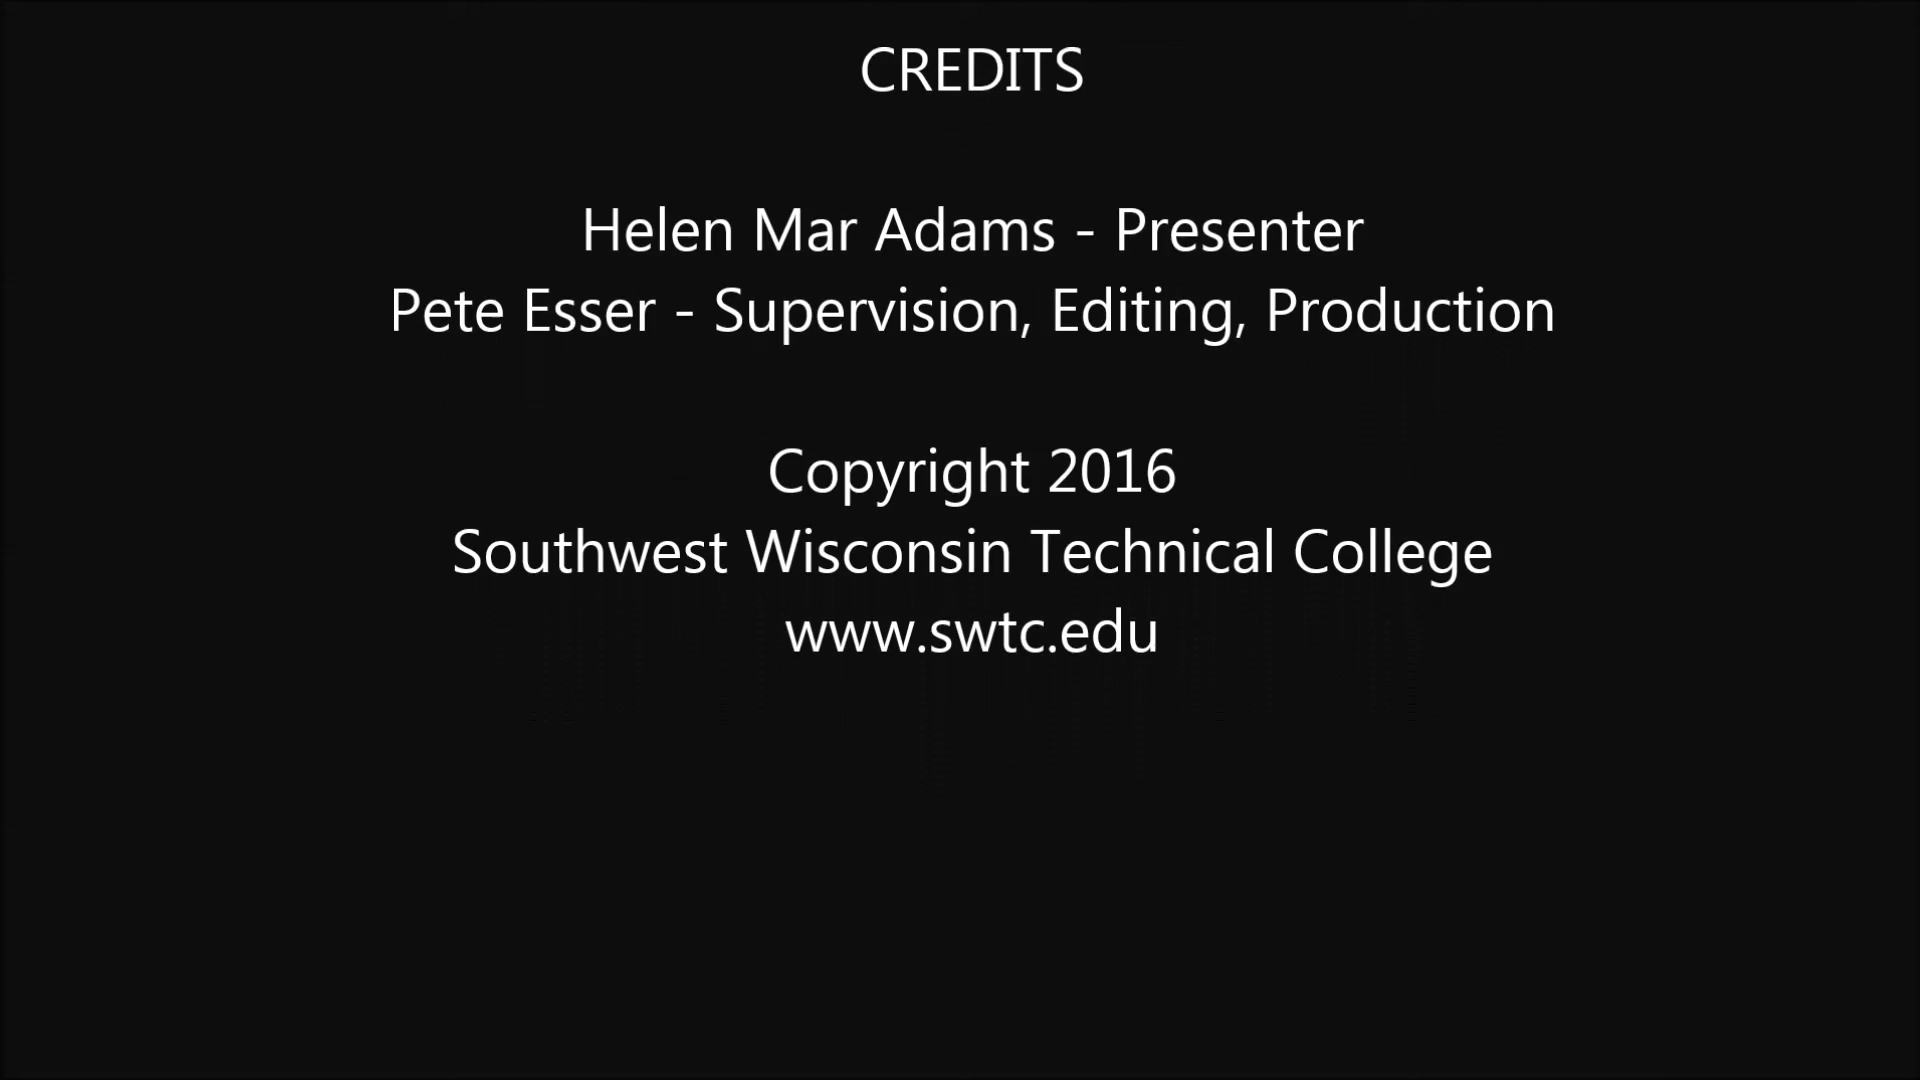 CREDITS
Helen Mar Adams - Presenter
Pete Esser - Supervision, Editing, Production
Copyright 2016
Southwest Wisconsin Technical College
www.swtc.edu